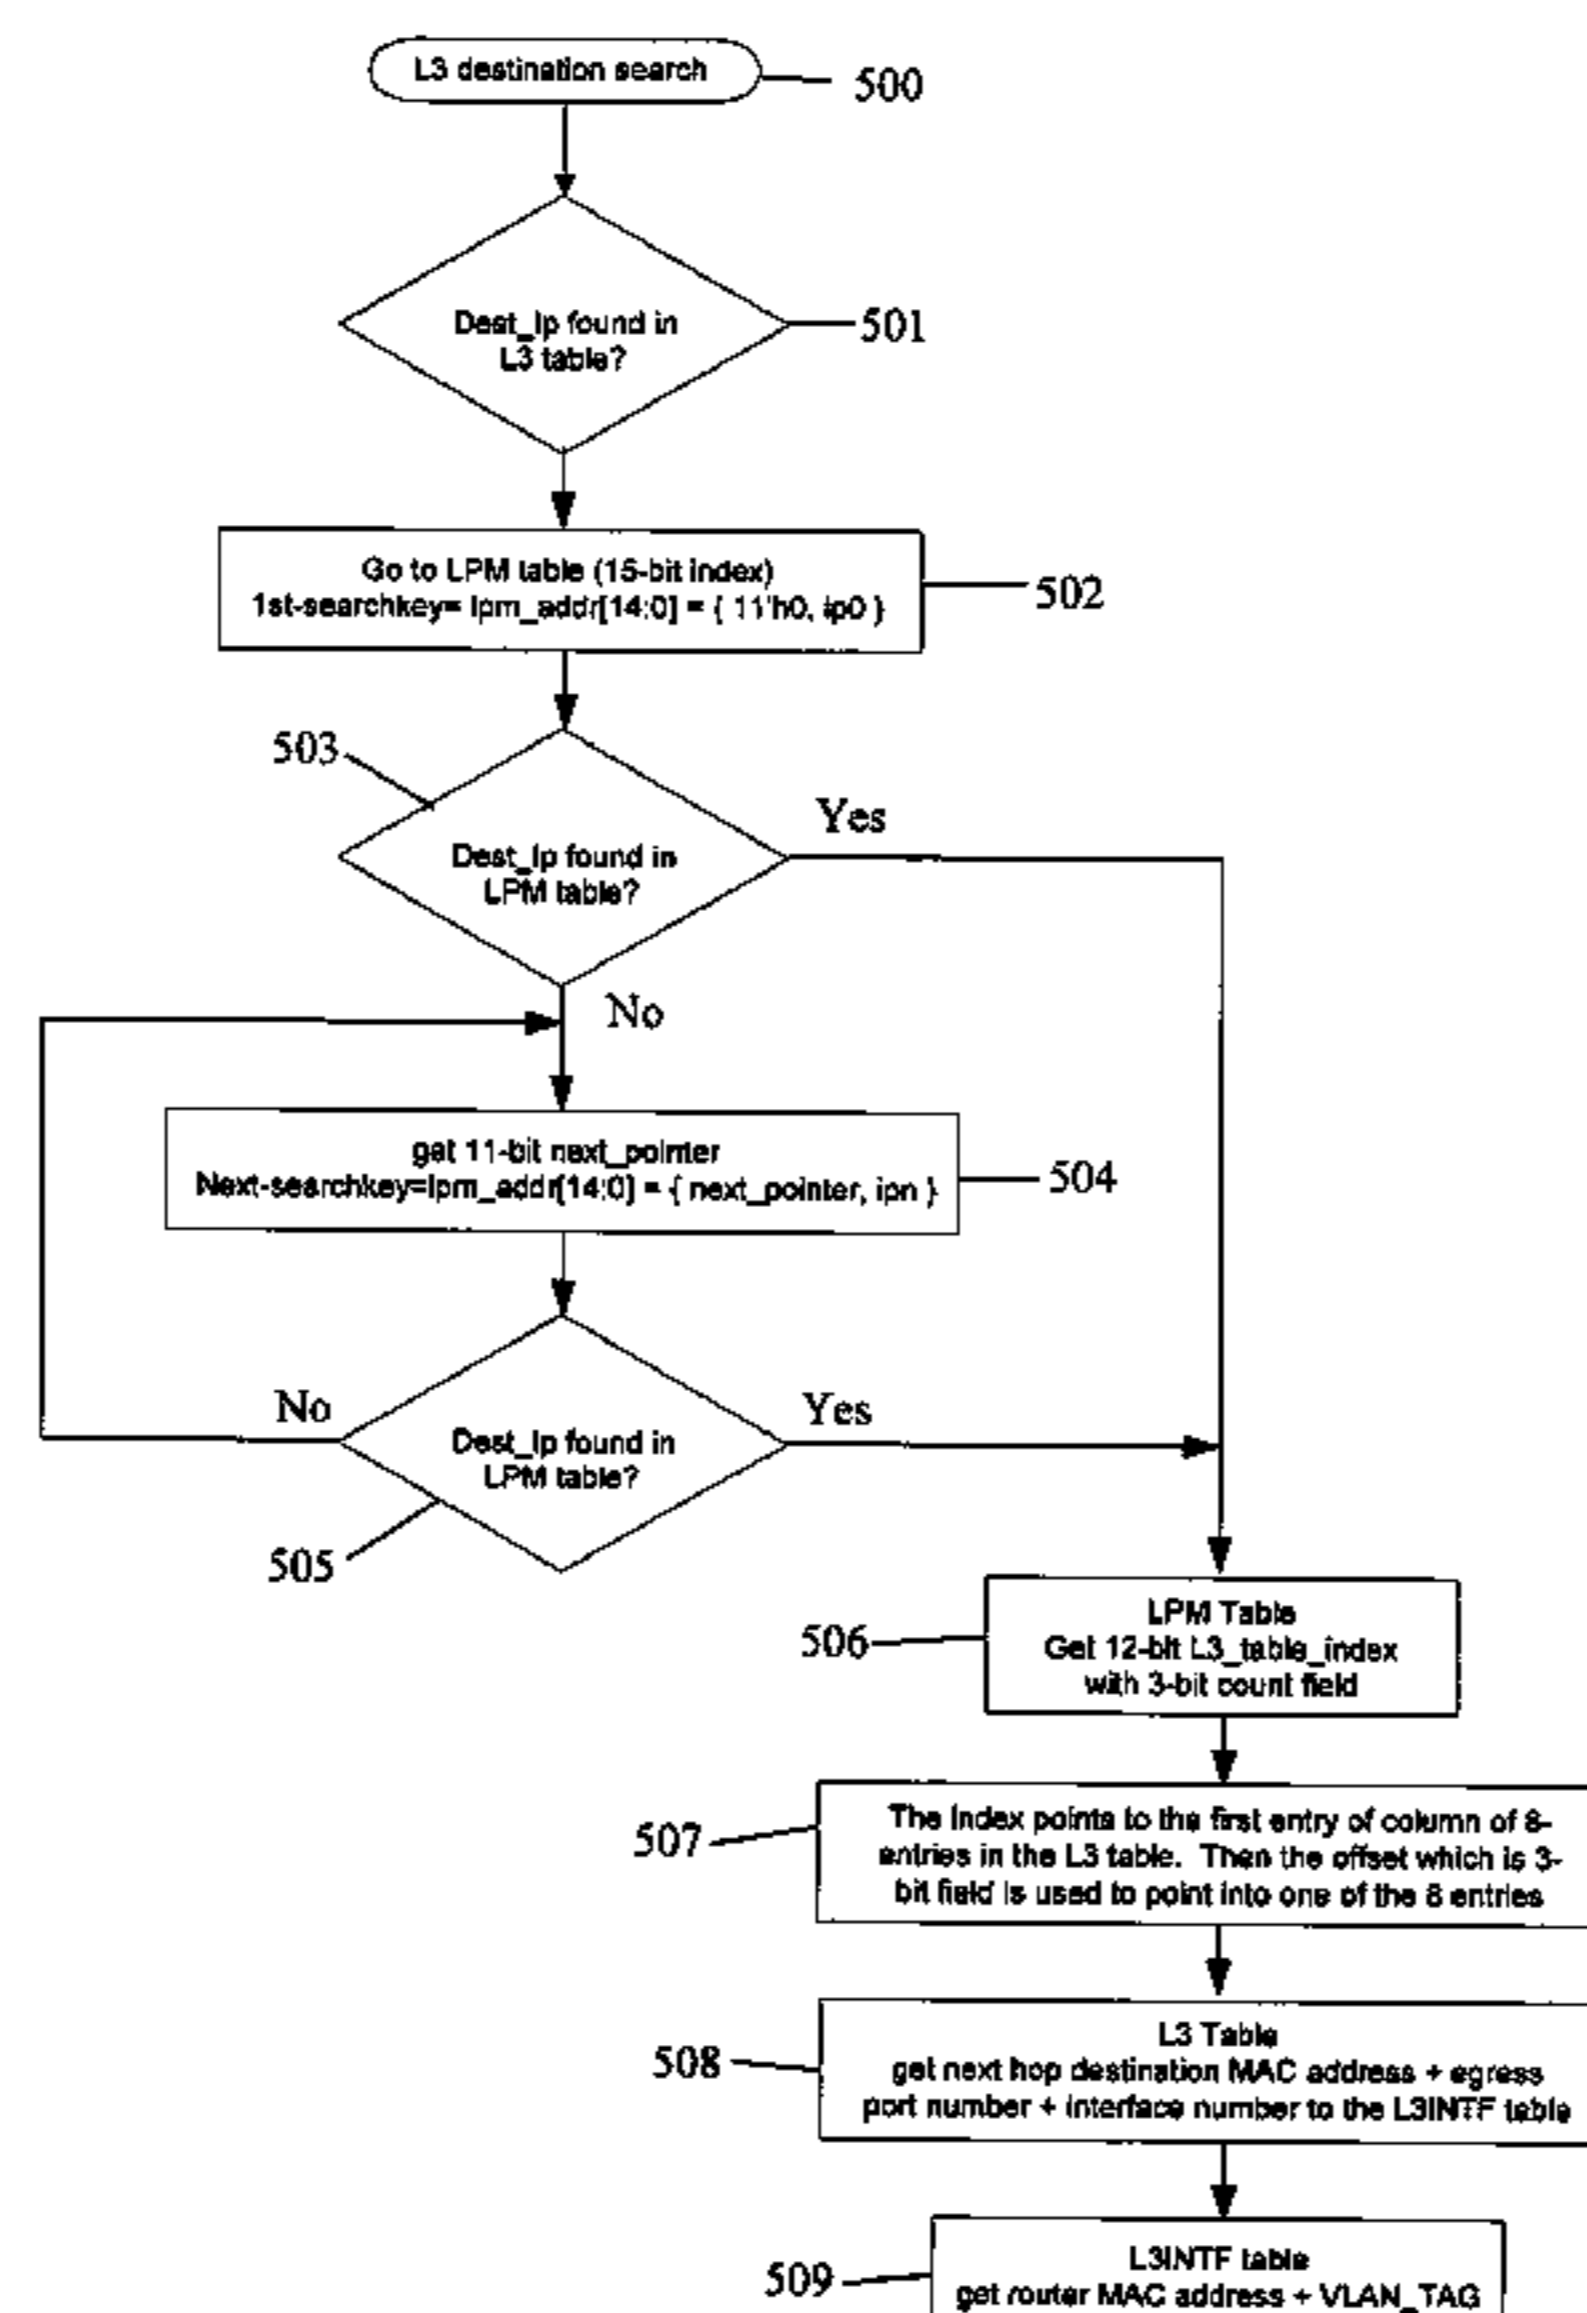 L3 destination search
500
Dest_Ip found in
L3 table?
501
Go to LPM table (15-bit index)
1st-searchkey= lpm_addr[14:0] = { 11'h0, ip0 }
502
503
Dest_Ip found in
LPM table?
Yes
No
get 11-bit next_pointer
Next-searchkey=lpm_addr[14:0] = { next_pointer, ipn }
504
No
Dest_Ip found in
LPM table?
Yes
505
LPM Table
Get 12-bit L3_table_index
with 3-bit count field
506
The index points to the first entry of column of 8-
entries in the L3 table. Then the offset which is 3-
bit field is used to point into one of the 8 entries
507
L3 Table
get next hop destination MAC address + egress
port number + interface number to the L3INTF table
508
L3INTF table
get router MAC address + VLAN_TAG
509